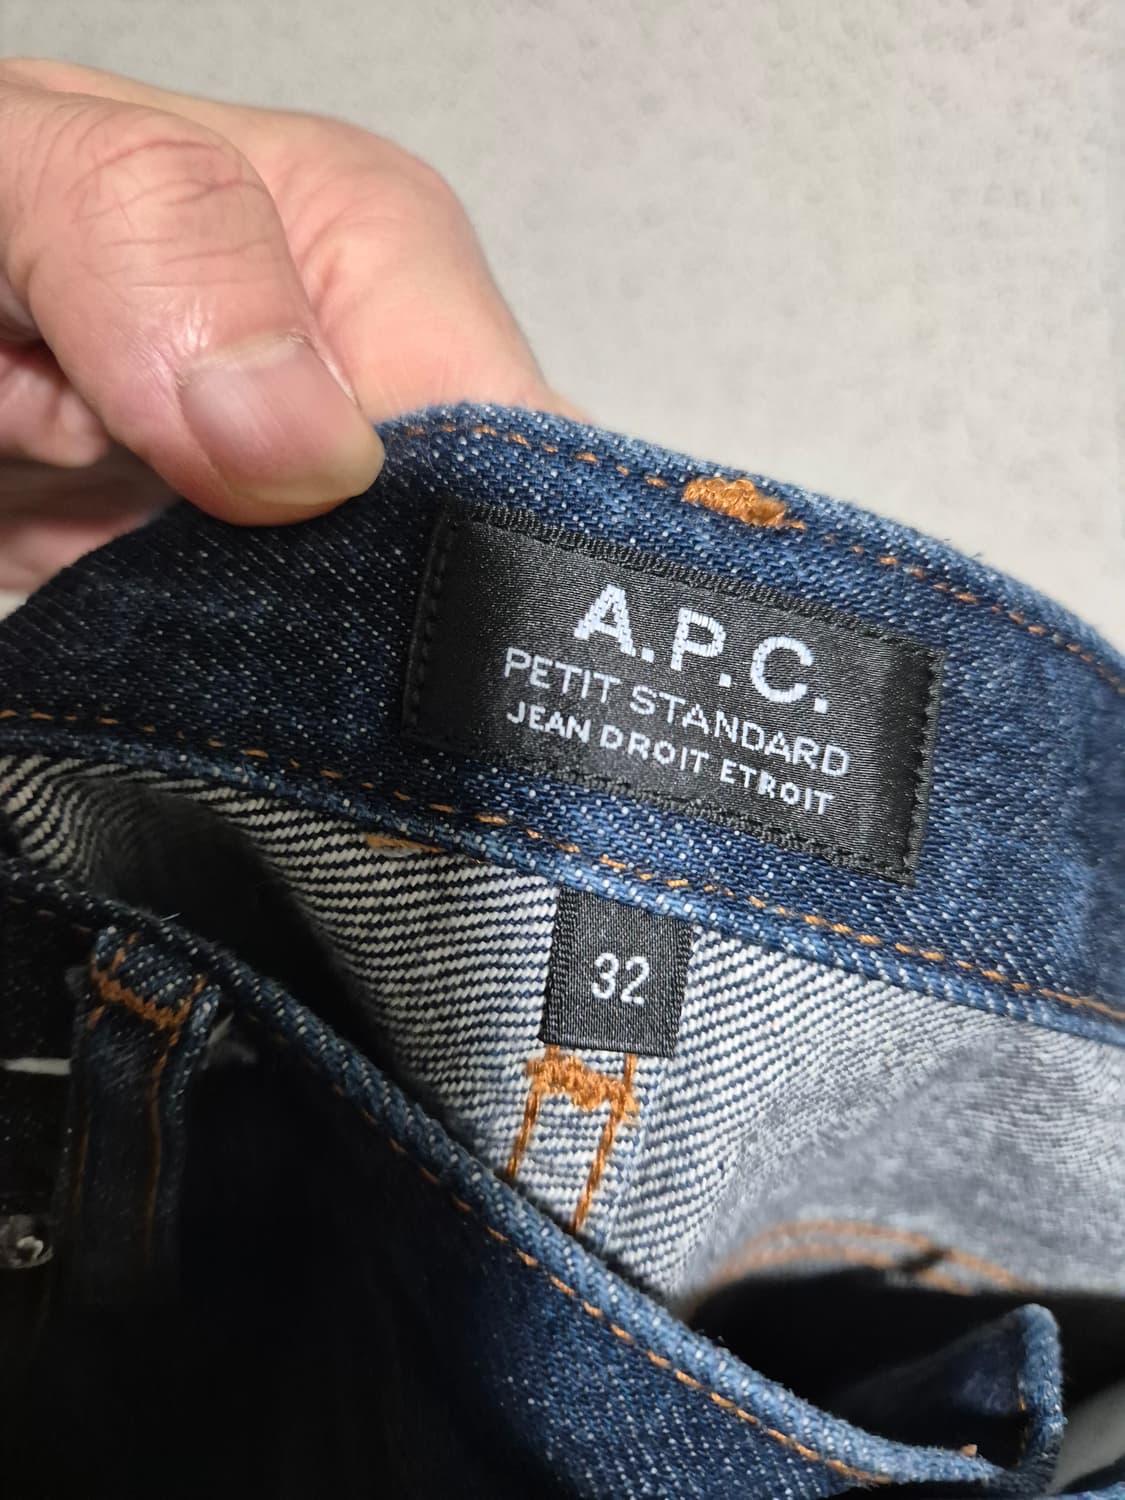 A.P.C.
PETIT STANDARD
JEAN DROIT ETROIT
32